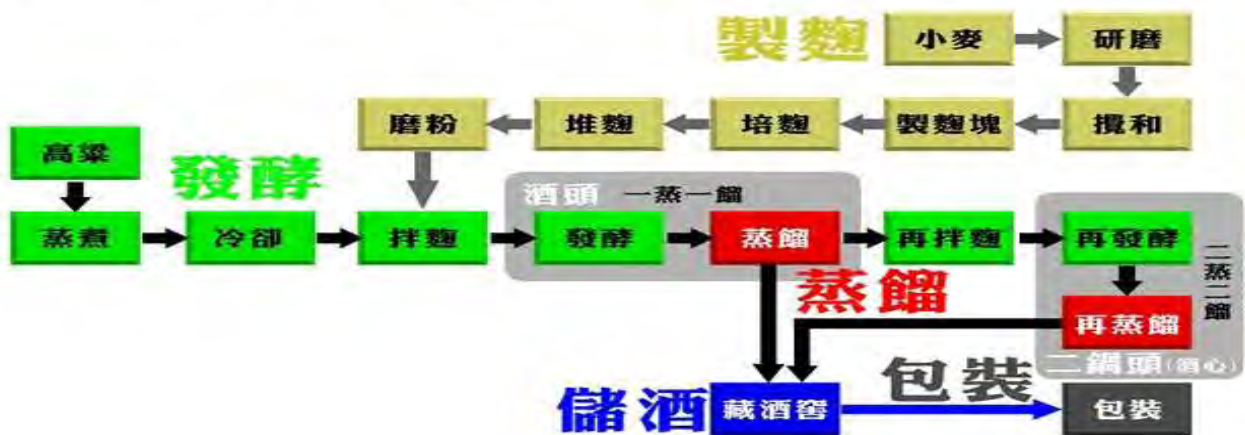 製麴 小麥 研磨
磨粉 堆麴 培麴 製麴塊 攪和
高粱
發酵
酒頭 一蒸一餾
蒸煮 冷卻 拌麴 發酵 蒸餾 再拌麴 再發酵
二蒸二餾
蒸餾
再蒸餾
二鍋頭(酒心)
包裝
儲酒 藏酒窖 包裝